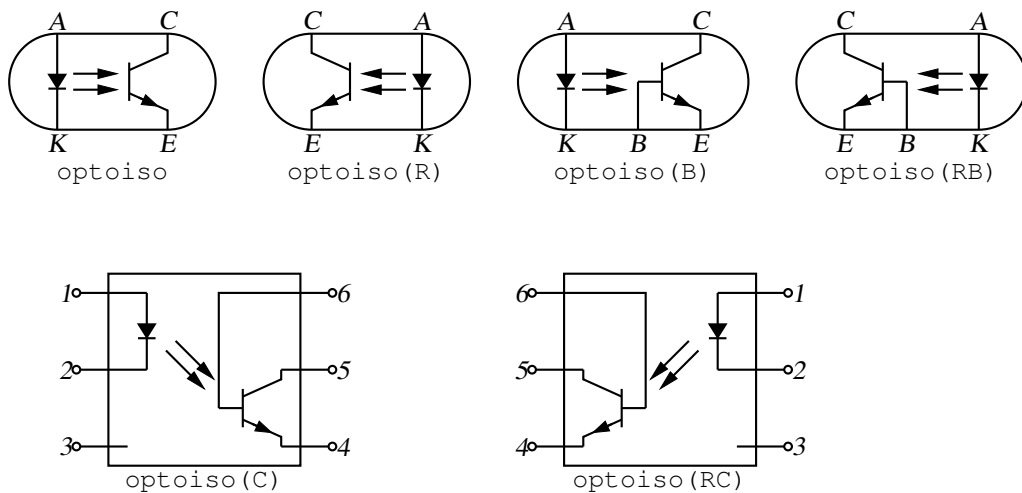 A C C A A C C A
K E E K K B E E B K
optoiso optoiso(R) optoiso(B) optoiso(RB)
1 6 6 1
2 5 5 2
3 4 4 3
optoiso(C) optoiso(RC)